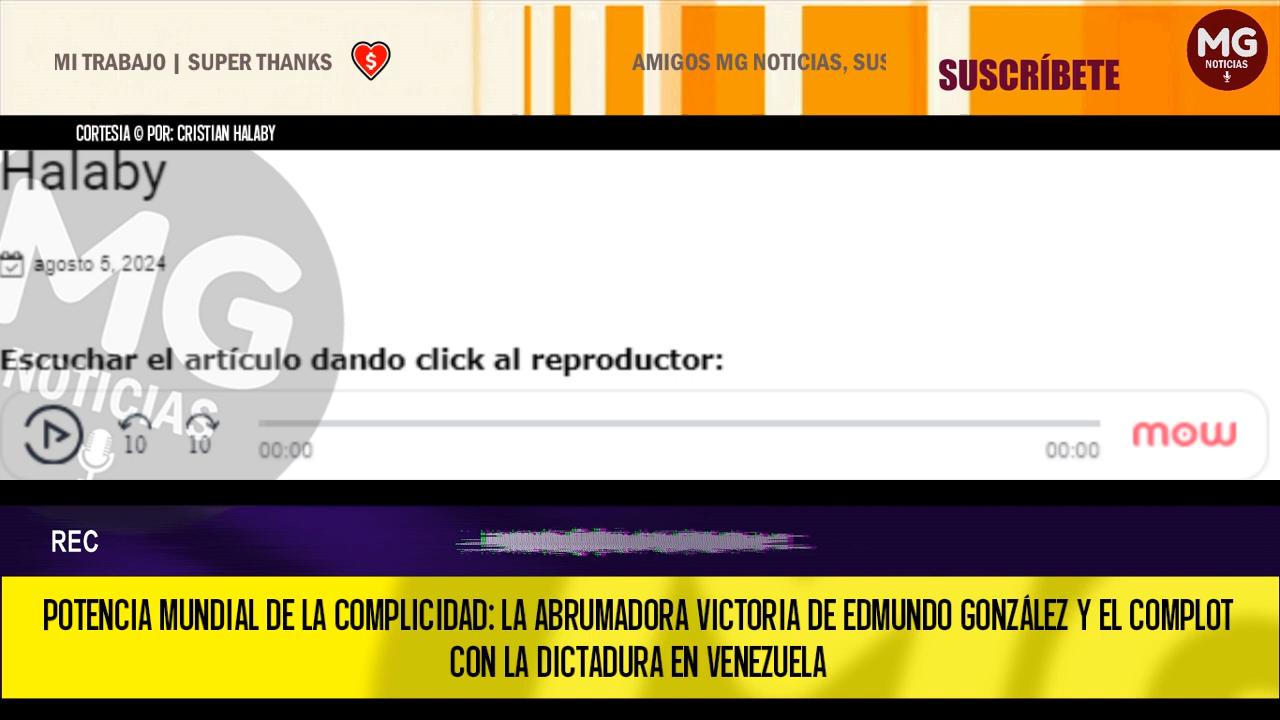 MI TRABAJO | SUPER THANKS
AMIGOS MG NOTICIAS, SUS
SUSCRÍBETE
MG
NOTICIAS
CORTESIA © POR: CRISTIAN HALABY
Halaby
agosto 5, 2024
Escuchar el artículo dando click al reproductor:
MG
NOTICIAS
10
10
00:00
00:00
mow
REC
POTENCIA MUNDIAL DE LA COMPLICIDAD: LA ABRUMADORA VICTORIA DE EDMUNDO GONZÁLEZ Y EL COMPLOT
CON LA DICTADURA EN VENEZUELA